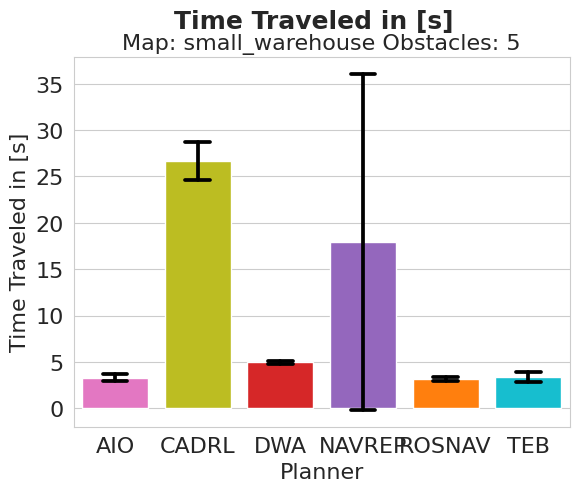 Time Traveled in [s]
Map: small_warehouse Obstacles: 5
Time Traveled in [s]
35
30
25
20
15
10
5
0
AIO CADRL DWA NAVREP ROSNAV TEB
Planner